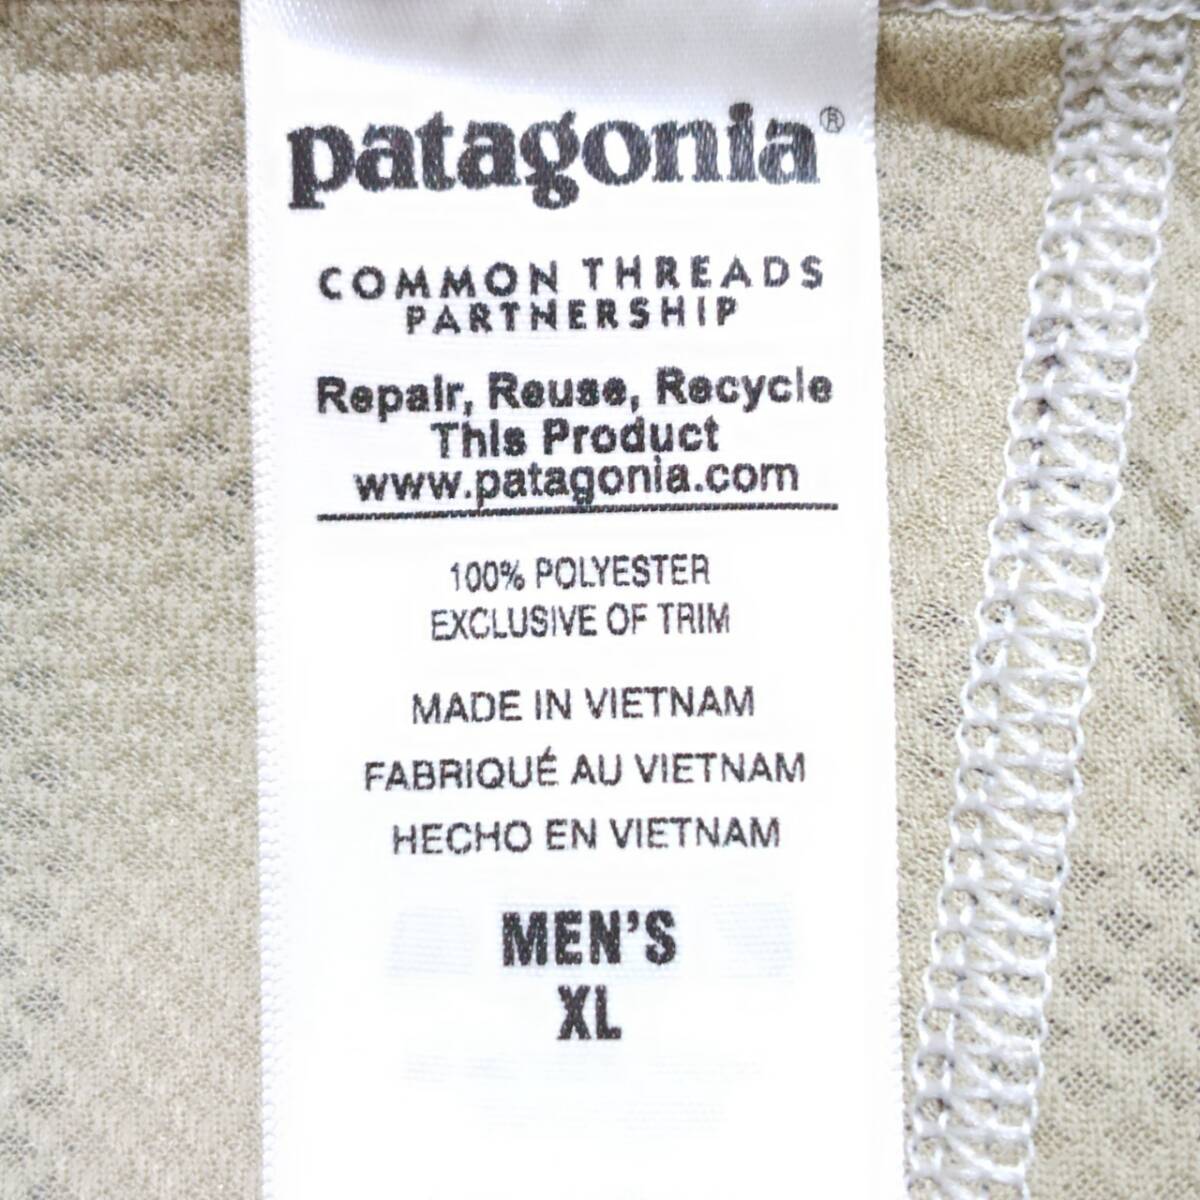 patagonia®
COMMON THREADS
PARTNERSHIP
Repair, Reuse, Recycle
This Product
www.patagonia.com
100% POLYESTER
EXCLUSIVE OF TRIM
MADE IN VIETNAM
FABRIQUÉ AU VIETNAM
HECHO EN VIETNAM
MEN'S
XL